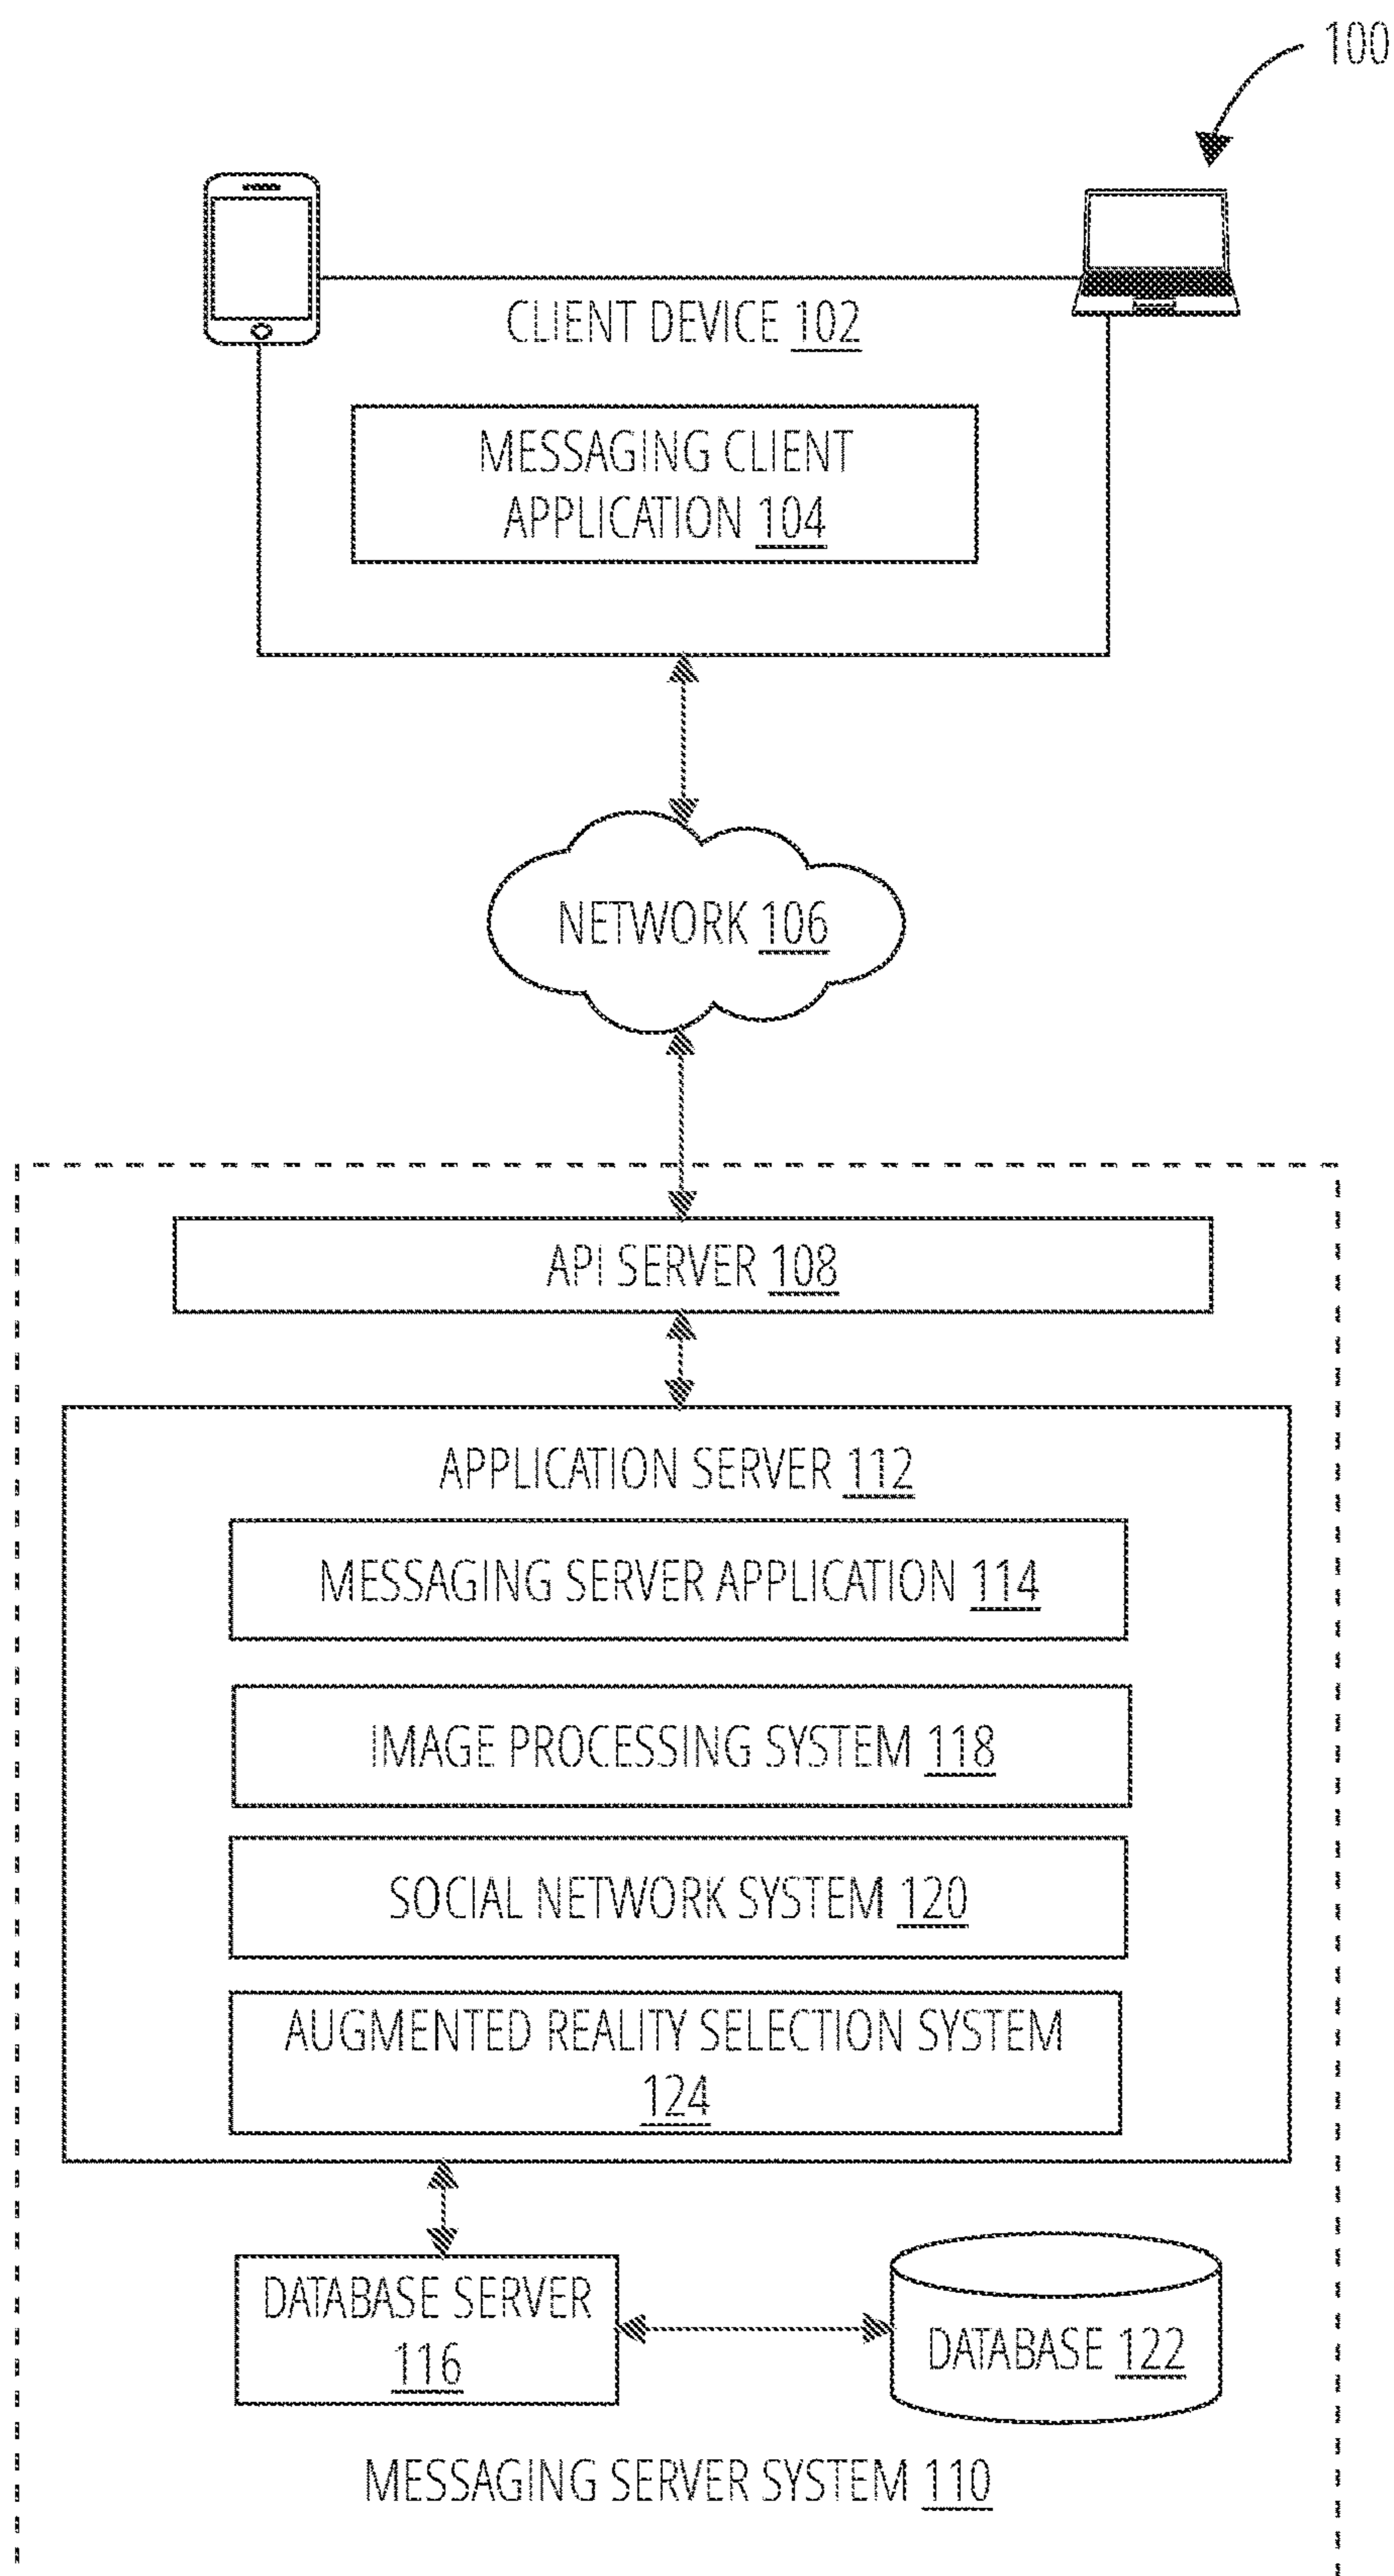 100
CLIENT DEVICE 102
MESSAGING CLIENT
APPLICATION 104
NETWORK 106
API SERVER 108
APPLICATION SERVER 112
MESSAGING SERVER APPLICATION 114
IMAGE PROCESSING SYSTEM 118
SOCIAL NETWORK SYSTEM 120
AUGMENTED REALITY SELECTION SYSTEM
124
DATABASE SERVER
116
DATABASE 122
MESSAGING SERVER SYSTEM 110